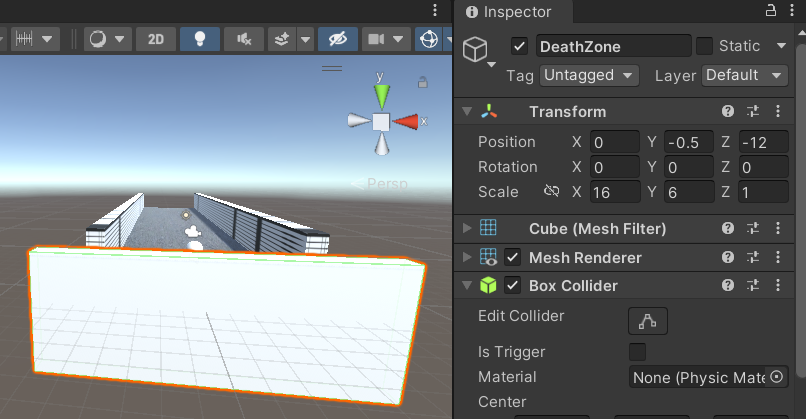 Inspector
2D
DeathZone
Static
Tag Untagged Layer Default
y
x
Persp
Transform
Position X 0 Y -0.5 Z -12
Rotation X 0 Y 0 Z 0
Scale X 16 Y 6 Z 1
Cube (Mesh Filter)
Mesh Renderer
Box Collider
Edit Collider
Is Trigger
Material None (Physic Mate
Center